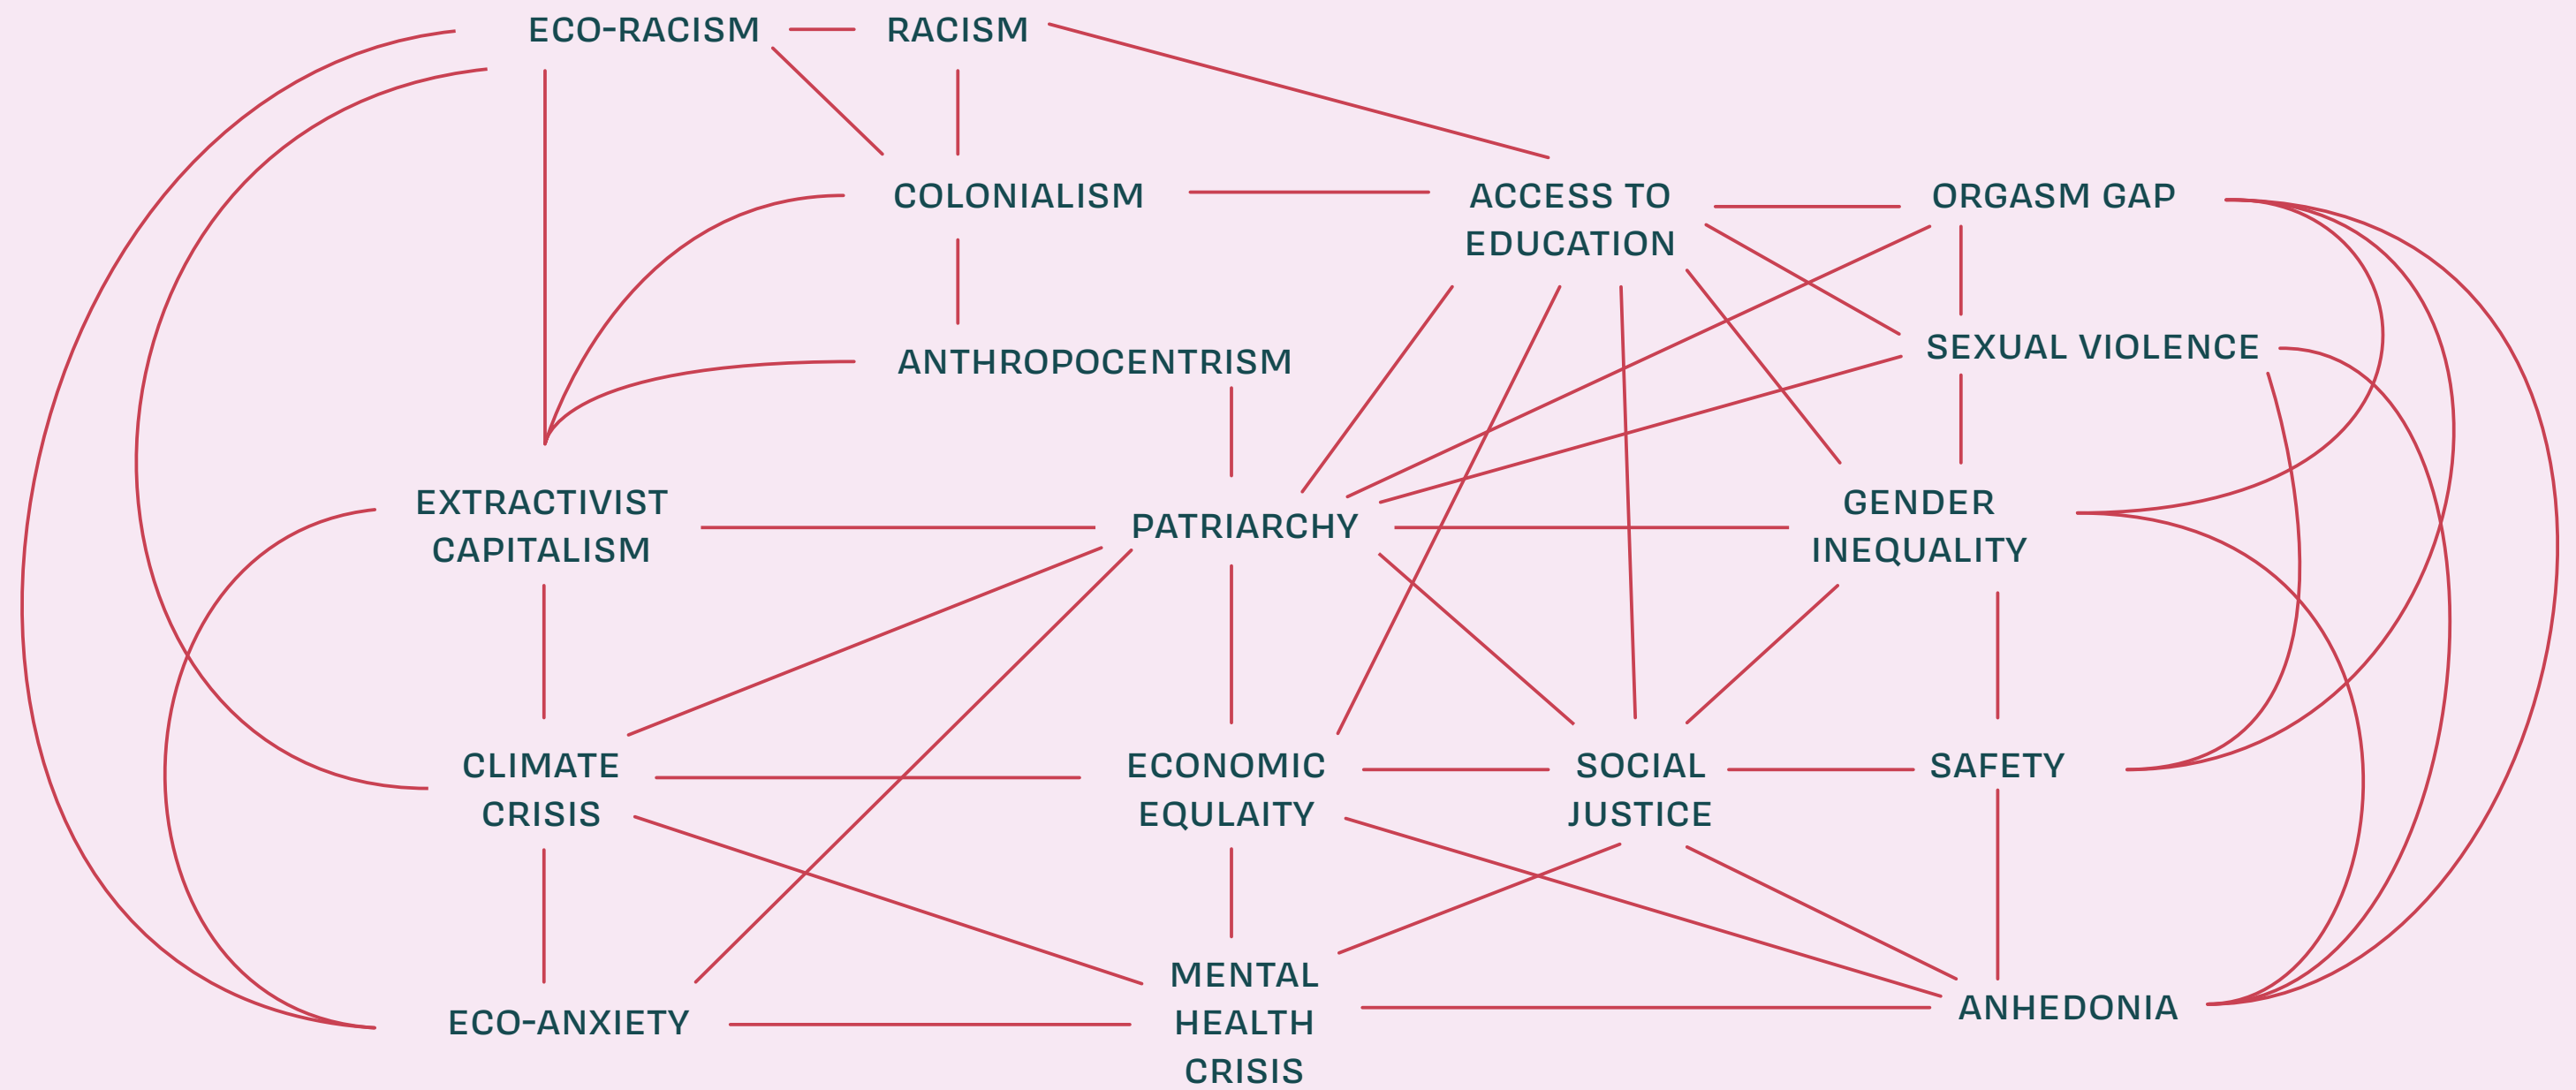 ECO-RACISM
RACISM
COLONIALISM
ACCESS TO
EDUCATION
ORGASM GAP
ANTHROPOCENTRISM
SEXUAL VIOLENCE
EXTRACTIVIST
CAPITALISM
PATRIARCHY
GENDER
INEQUALITY
CLIMATE
CRISIS
ECONOMIC
EQULAITY
SOCIAL
JUSTICE
SAFETY
ECO-ANXIETY
MENTAL
HEALTH
CRISIS
ANHEDONIA